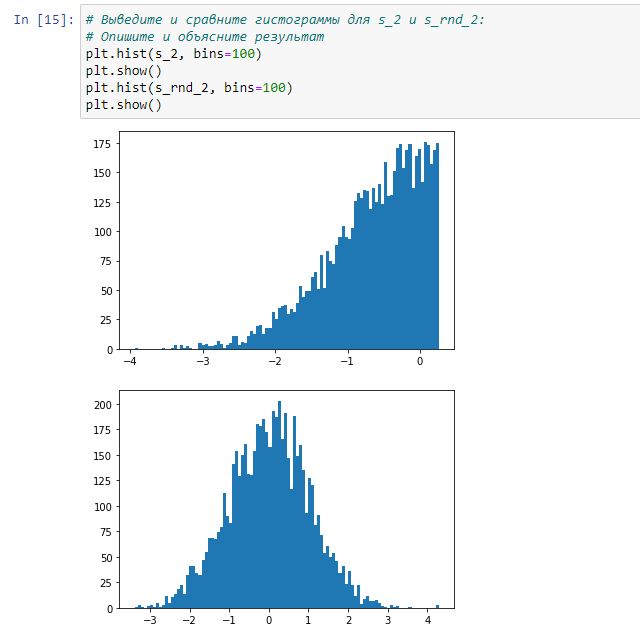 In [15]:
# Выведите и сравните гистограммы для s_2 и s_rnd_2:
# Опишите и объясните результат
plt.hist(s_2, bins=100)
plt.show()
plt.hist(s_rnd_2, bins=100)
plt.show()
175
150
125
100
75
50
25
0
−4 −3 −2 −1 0
200
175
150
125
100
75
50
25
0
−3 −2 −1 0 1 2 3 4